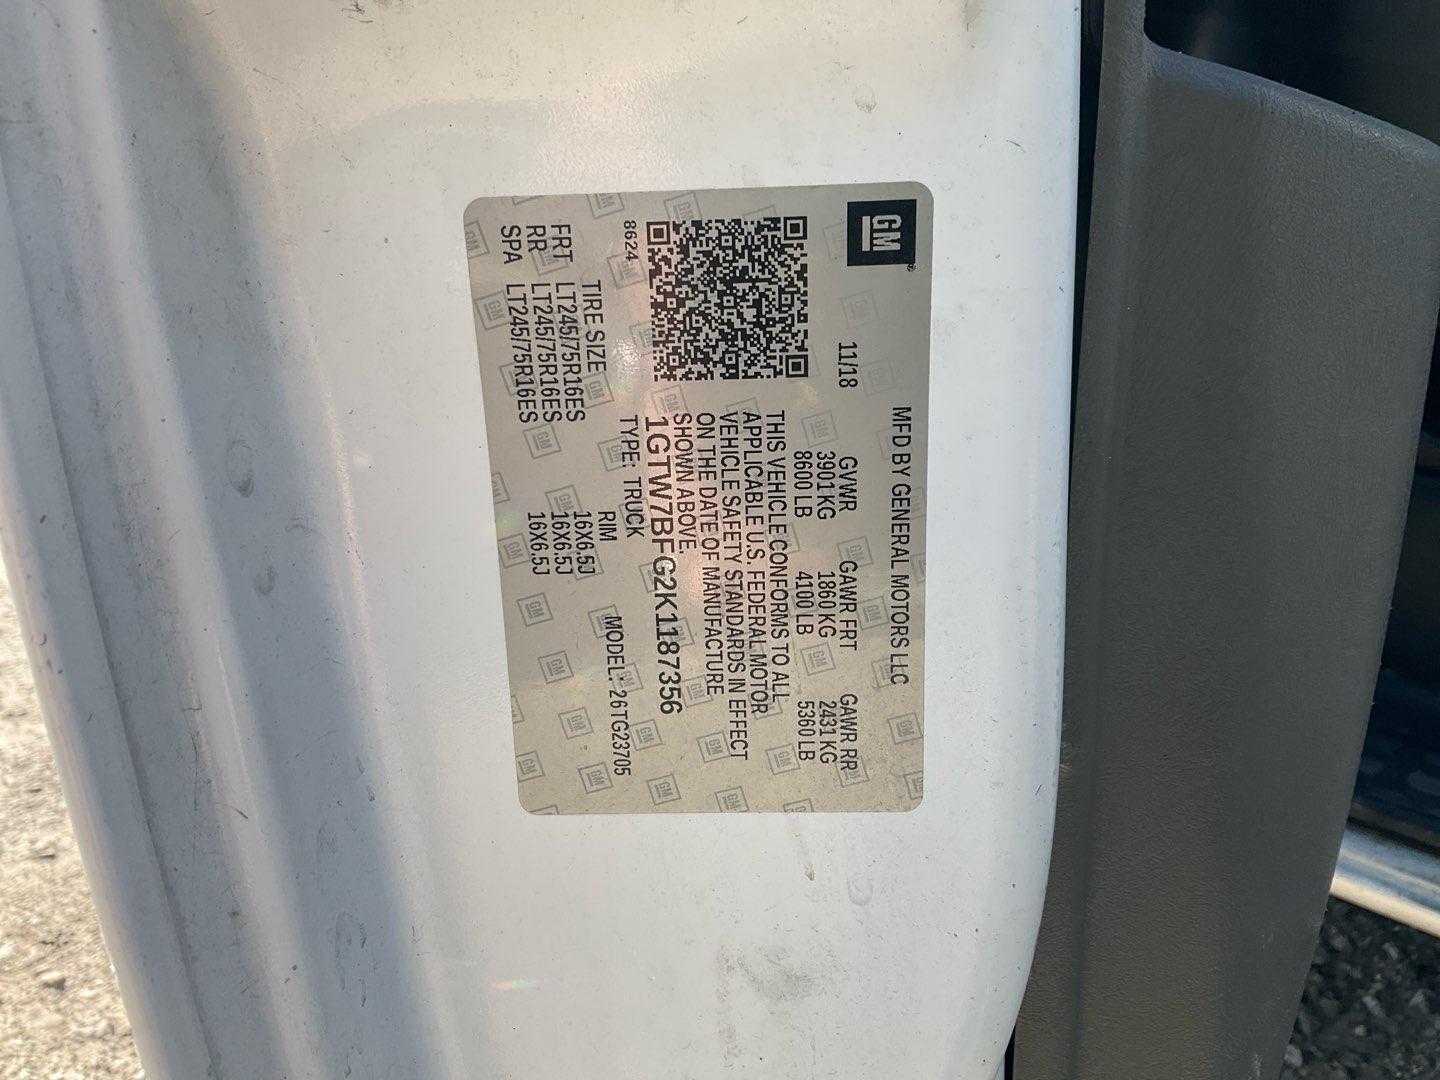 GM
MFD BY GENERAL MOTORS LLC
11/18 GVWR GAWR FRT GAWR RR
3901 KG 1860 KG 2431 KG
8600 LB 4100 LB 5360 LB
THIS VEHICLE CONFORMS TO ALL
APPLICABLE U.S. FEDERAL MOTOR
VEHICLE SAFETY STANDARDS IN EFFECT
ON THE DATE OF MANUFACTURE
SHOWN ABOVE.
1GTW7BFG2K1187356
8624 TYPE: TRUCK MODEL: 26TG23705
TIRE SIZE RIM
FRT LT245/75R16ES 16X6.5J
RR LT245/75R16ES 16X6.5J
SPA LT245/75R16ES 16X6.5J